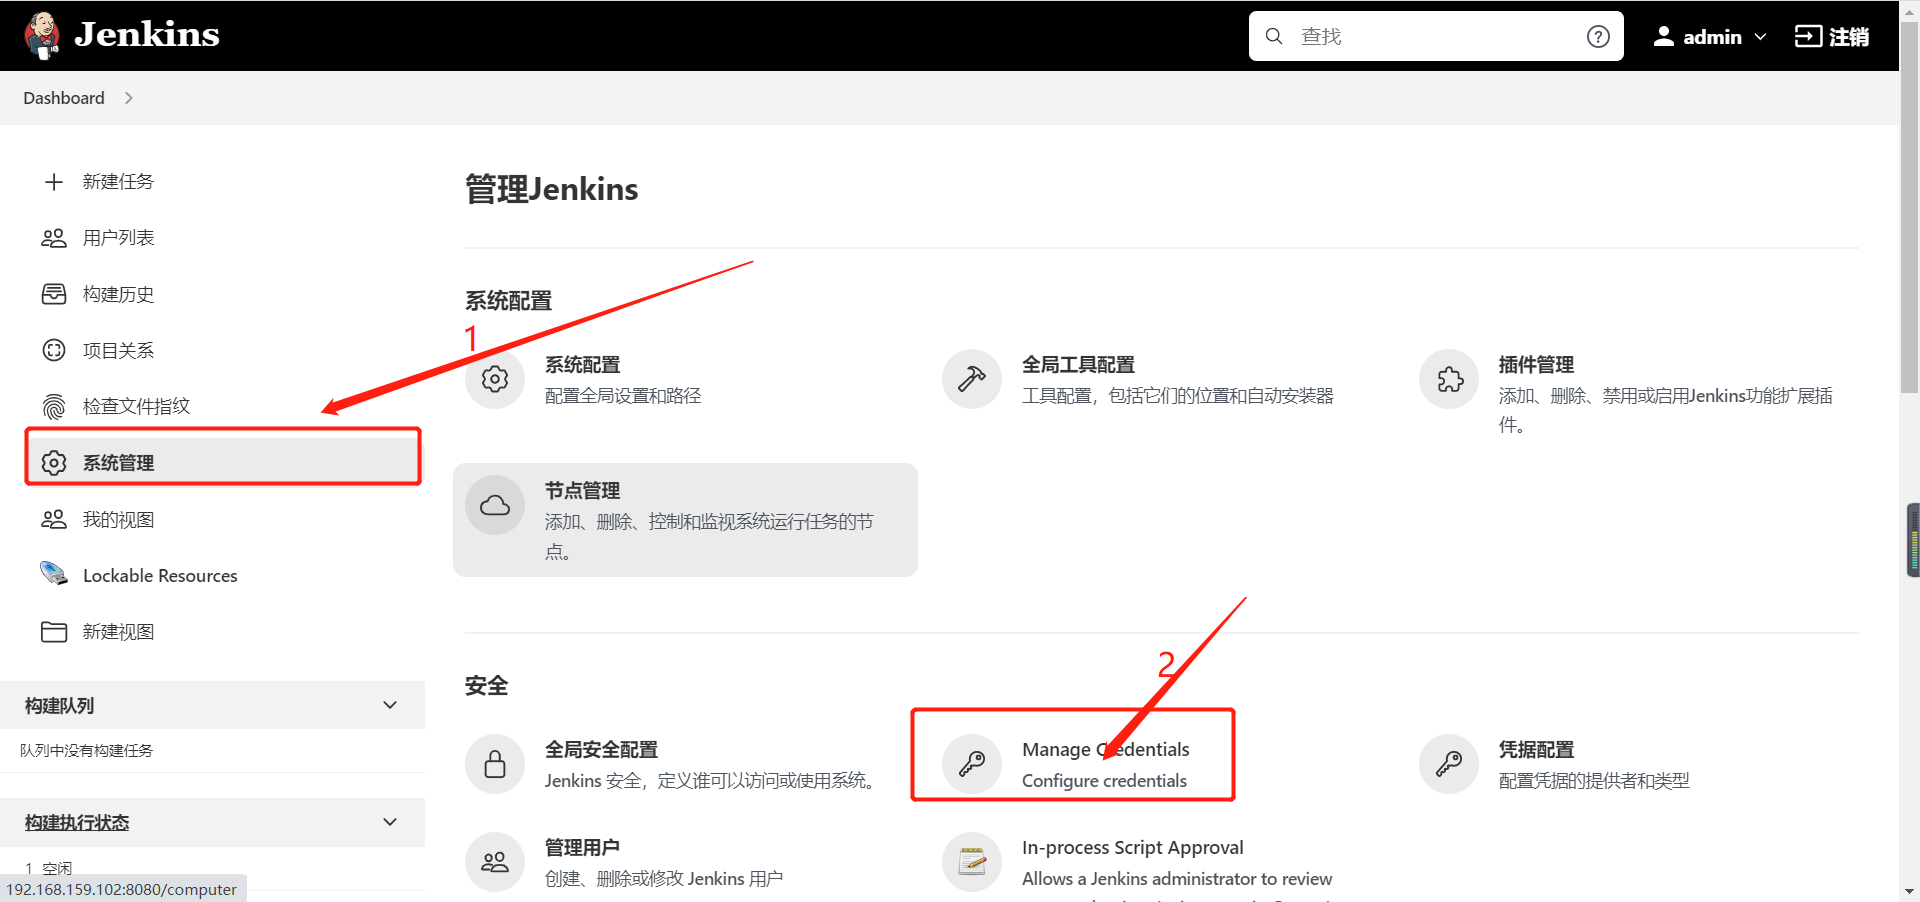 Jenkins
查找
admin
注销
Dashboard
新建任务
用户列表
构建历史
项目关系
检查文件指纹
系统管理
我的视图
Lockable Resources
新建视图
构建队列
队列中没有构建任务
构建执行状态
1 空闲
192.168.159.102:8080/computer
管理Jenkins
系统配置
1
系统配置
配置全局设置和路径
全局工具配置
工具配置，包括它们的位置和自动安装器
插件管理
添加、删除、禁用或启用Jenkins功能扩展插
件。
节点管理
添加、删除、控制和监视系统运行任务的节
点。
2
安全
全局安全配置
Jenkins 安全，定义谁可以访问或使用系统。
Manage Credentials
Configure credentials
凭据配置
配置凭据的提供者和类型
管理用户
创建、删除或修改 Jenkins 用户
In-process Script Approval
Allows a Jenkins administrator to review